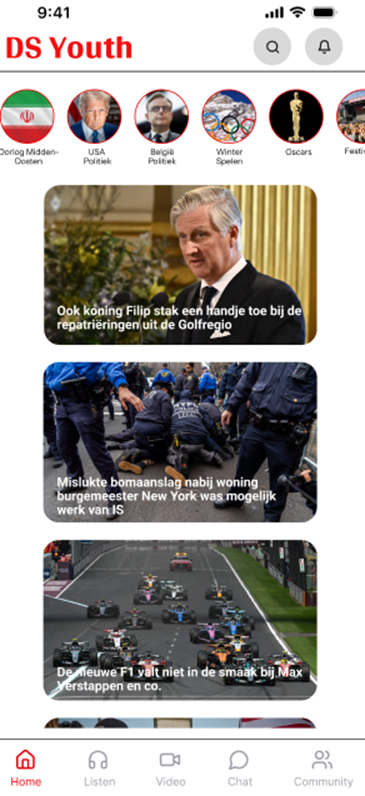 9:41
DS Youth
Oorlog Midden-
Oosten
USA
Politiek
België
Politiek
Winter
Spelen
Oscars
Festi
Ook koning Filip stak een handje toe bij de
repatriëringen uit de Golfregio
Mislukte bomaanslag nabij woning
burgemeester New York was mogelijk
werk van IS
De nieuwe F1 valt niet in de smaak bij Max
Verstappen en co.
Home
Listen
Video
Chat
Community